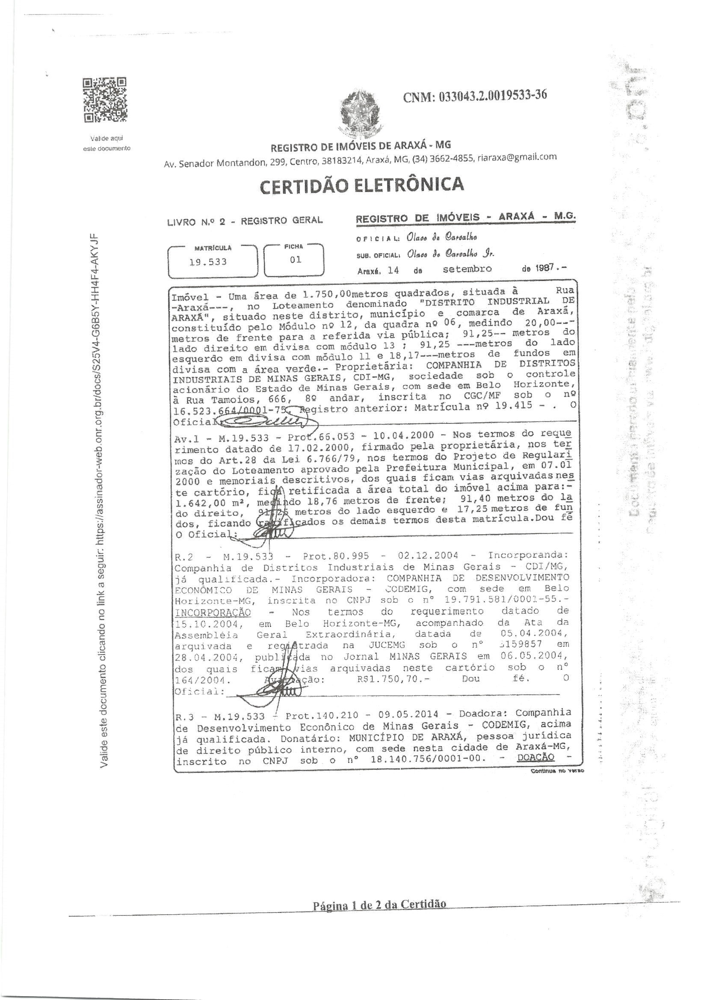 CNM: 033043.2.0019533-36
Valide aqui
este documento
REGISTRO DE IMÓVEIS DE ARAXÁ - MG
Av. Senador Montandon, 299, Centro, 38183214, Araxá, MG, (34) 3662-4855, riaraxa@gmail.com
CERTIDÃO ELETRÔNICA
LIVRO N.º 2 - REGISTRO GERAL
REGISTRO DE IMÓVEIS - ARAXÁ - M.G.
OFICIAL: Olavo de Carvalho
SUB. OFICIAL: Olavo de Carvalho Jr.
Araxá, 14 de setembro de 1987.-
MATRÍCULA
19.533
FICHA
01
Imóvel - Uma área de 1.750,00metros quadrados, situada à Rua
-Araxá---, no Loteamento denominado "DISTRITO INDUSTRIAL DE
ARAXÁ", situado neste distrito, município e comarca de Araxá,
constituído pelo Módulo nº 12, da quadra nº 06, medindo 20,00---
metros de frente para a referida via pública; 91,25-- metros do
lado direito em divisa com módulo 13 ; 91,25 ---metros do lado
esquerdo em divisa com módulo 11 e 18,17---metros de fundos em
divisa com a área verde.- Proprietária: COMPANHIA DE DISTRITOS
INDUSTRIAIS DE MINAS GERAIS, CDI-MG, sociedade sob o controle
acionário do Estado de Minas Gerais, com sede em Belo Horizonte,
à Rua Tamoios, 666, 8º andar, inscrita no CGC/MF sob o nº
16.523.664/0001-75. Registro anterior: Matrícula nº 19.415 - . O
Oficial:
Av.1 - M.19.533 - Prot.66.053 - 10.04.2000 - Nos termos do reque
rimento datado de 17.02.2000, firmado pela proprietária, nos ter
mos do Art.28 da Lei 6.766/79, nos termos do Projeto de Regulari
zação do Loteamento aprovado pela Prefeitura Municipal, em 07.01
2000 e memoriais descritivos, dos quais ficam vias arquivadas nes
te cartório, fica retificada a área total do imóvel acima para:-
1.642,00 m², medindo 18,76 metros de frente; 91,40 metros do la
do direito, 91,25 metros do lado esquerdo e 17,25 metros de fun
dos, ficando ratificados os demais termos desta matrícula.Dou fé
O Oficial:
R.2 - M.19.533 - Prot.80.995 - 02.12.2004 - Incorporanda:
Companhia de Distritos Industriais de Minas Gerais - CDI/MG,
já qualificada.- Incorporadora: COMPANHIA DE DESENVOLVIMENTO
ECONÔMICO DE MINAS GERAIS - CODEMIG, com sede em Belo
Horizonte-MG, inscrita no CNPJ sob o nº 19.791.581/0001-55.-
INCORPORAÇÃO - Nos termos do requerimento datado de
15.10.2004, em Belo Horizonte-MG, acompanhado da Ata da
Assembléia Geral Extraordinária, datada de 05.04.2004,
arquivada e registrada na JUCEMG sob o nº 3159857 em
28.04.2004, publicada no Jornal MINAS GERAIS em 06.05.2004,
dos quais ficam vias arquivadas neste cartório sob o nº
164/2004. Avaliação: R$1.750,70.- Dou fé. O
Oficial:
R.3 - M.19.533 - Prot.140.210 - 09.05.2014 - Doadora: Companhia
de Desenvolvimento Econônico de Minas Gerais - CODEMIG, acima
já qualificada. Donatário: MUNICÍPIO DE ARAXÁ, pessoa jurídica
de direito público interno, com sede nesta cidade de Araxá-MG,
inscrito no CNPJ sob o nº 18.140.756/0001-00. - DOAÇÃO -
Continua no verso
Valide este documento clicando no link a seguir: https://assinador-web.onr.org.br/docs/S25V4-G6B5Y-HH4F4-AKYJF
Página 1 de 2 da Certidão